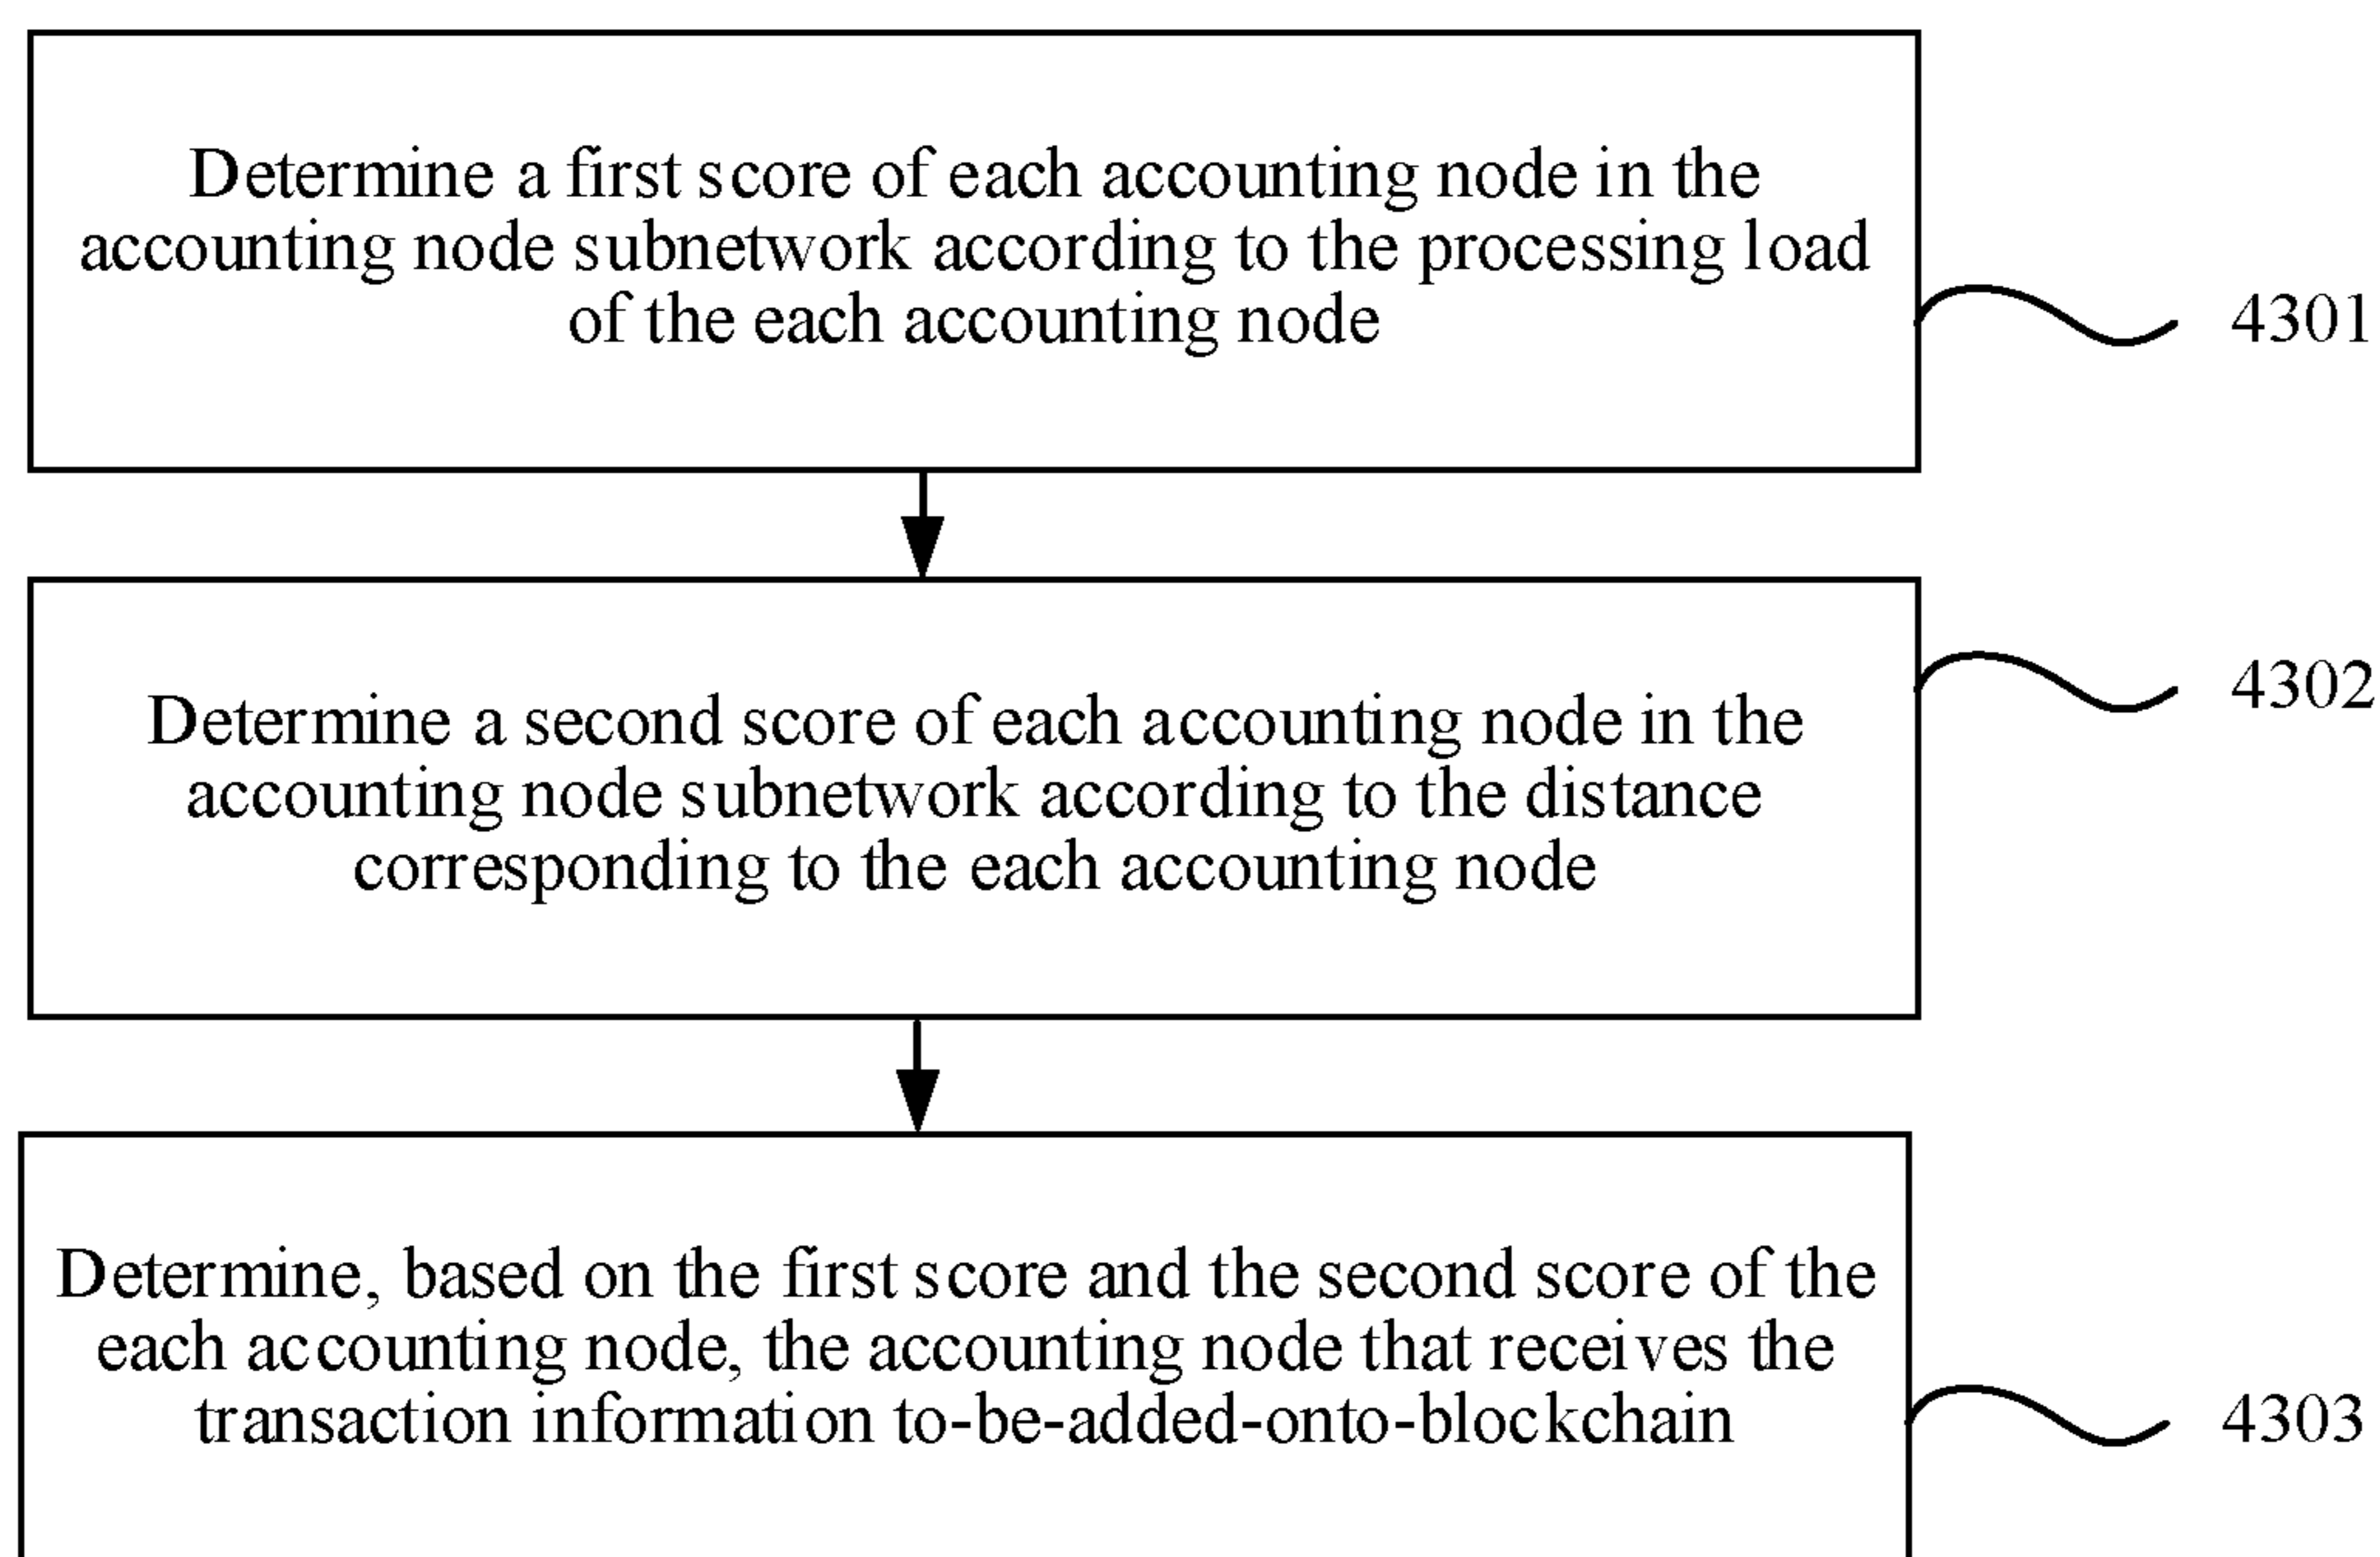 Determine a first score of each accounting node in the
accounting node subnetwork according to the processing load
of the each accounting node
4301
Determine a second score of each accounting node in the
accounting node subnetwork according to the distance
corresponding to the each accounting node
4302
Determine, based on the first score and the second score of the
each accounting node, the accounting node that receives the
transaction information to-be-added-onto-blockchain
4303